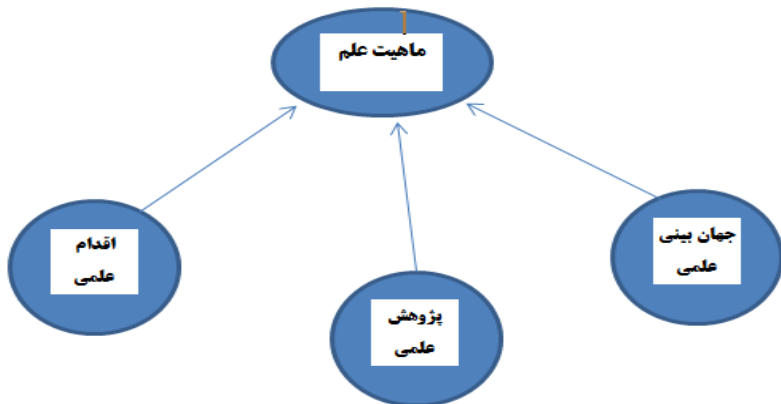 ماهیت علم
جهان بینی
علمی
اقدام
علمی
پژوهش
علمی